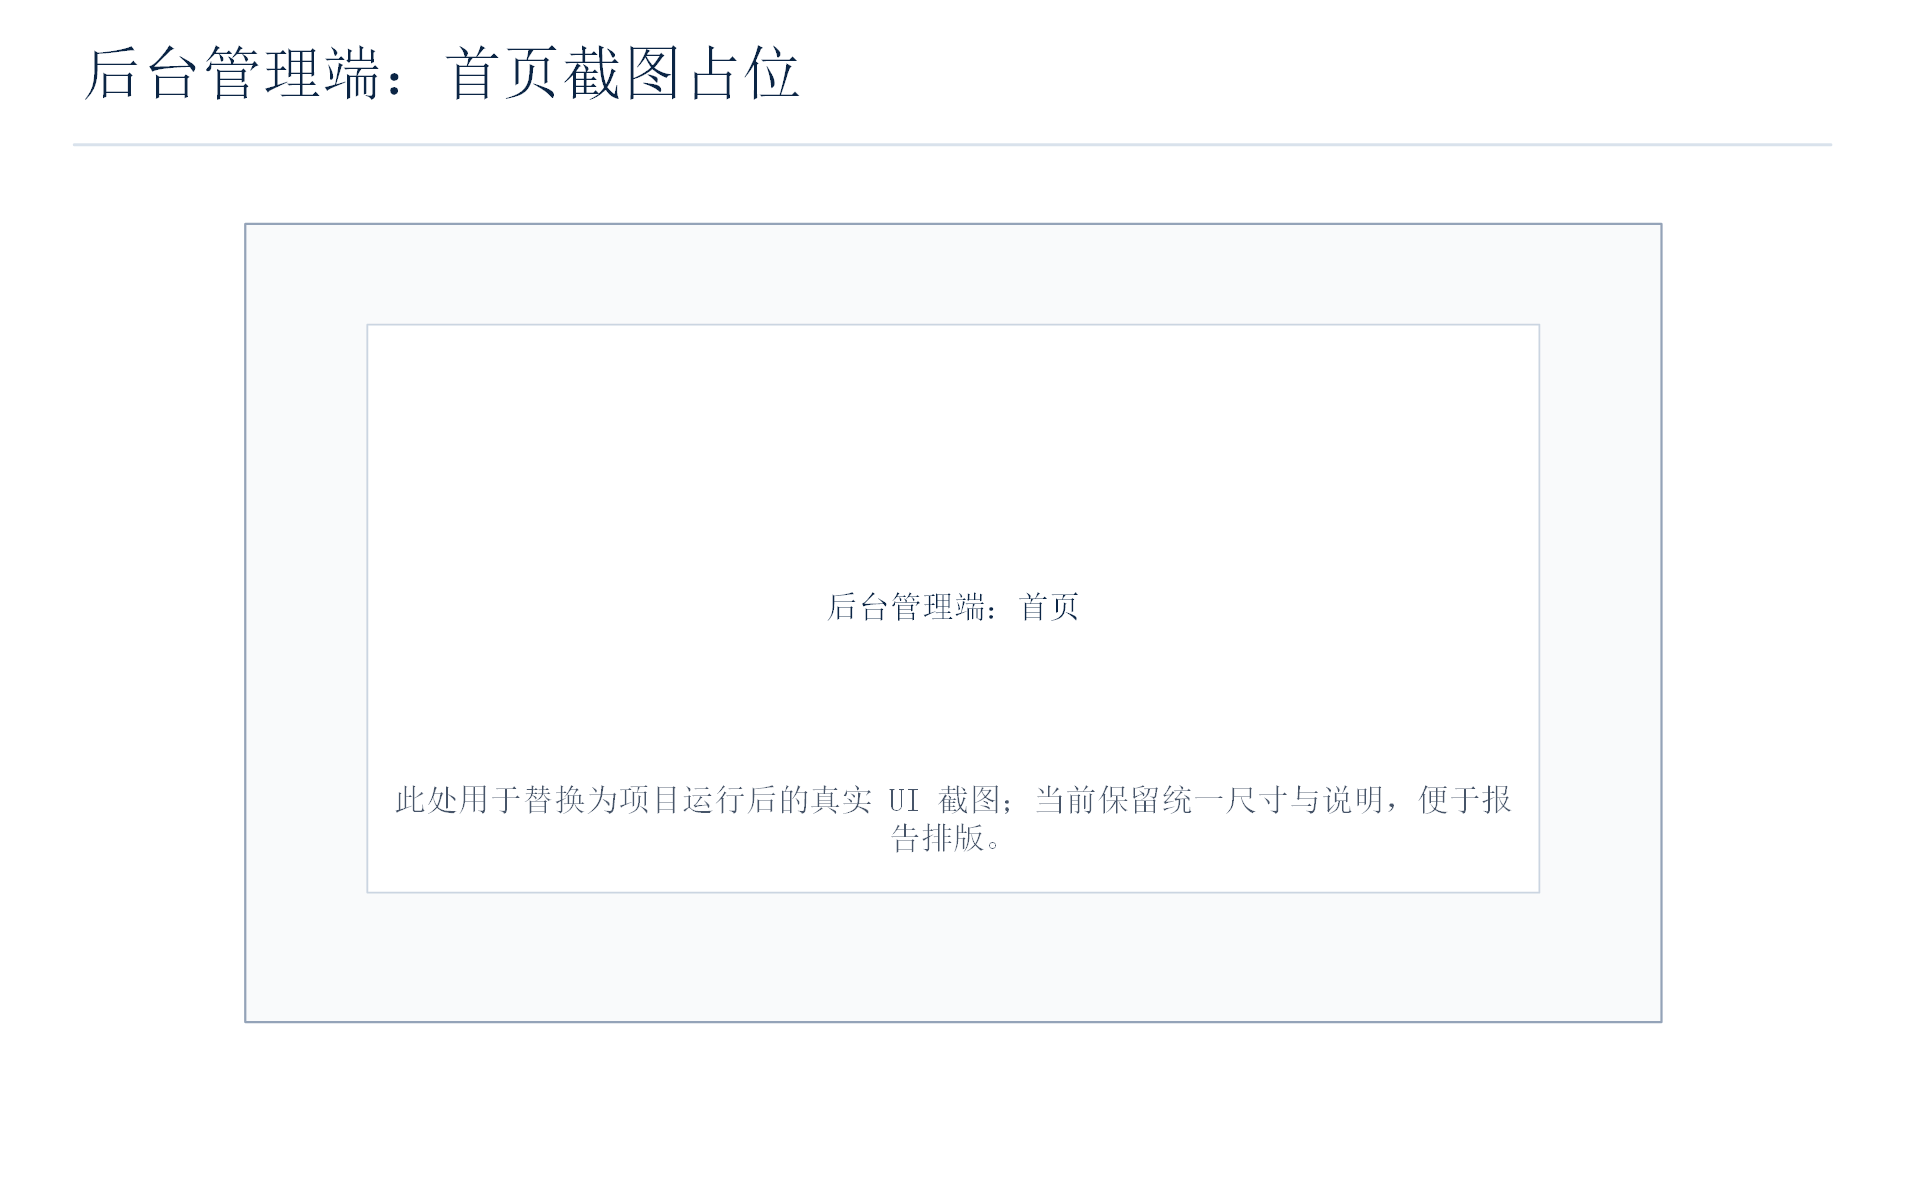 后台管理端：首页截图占位
后台管理端：首页
此处用于替换为项目运行后的真实 UI 截图；当前保留统一尺寸与说明，便于报
告排版。